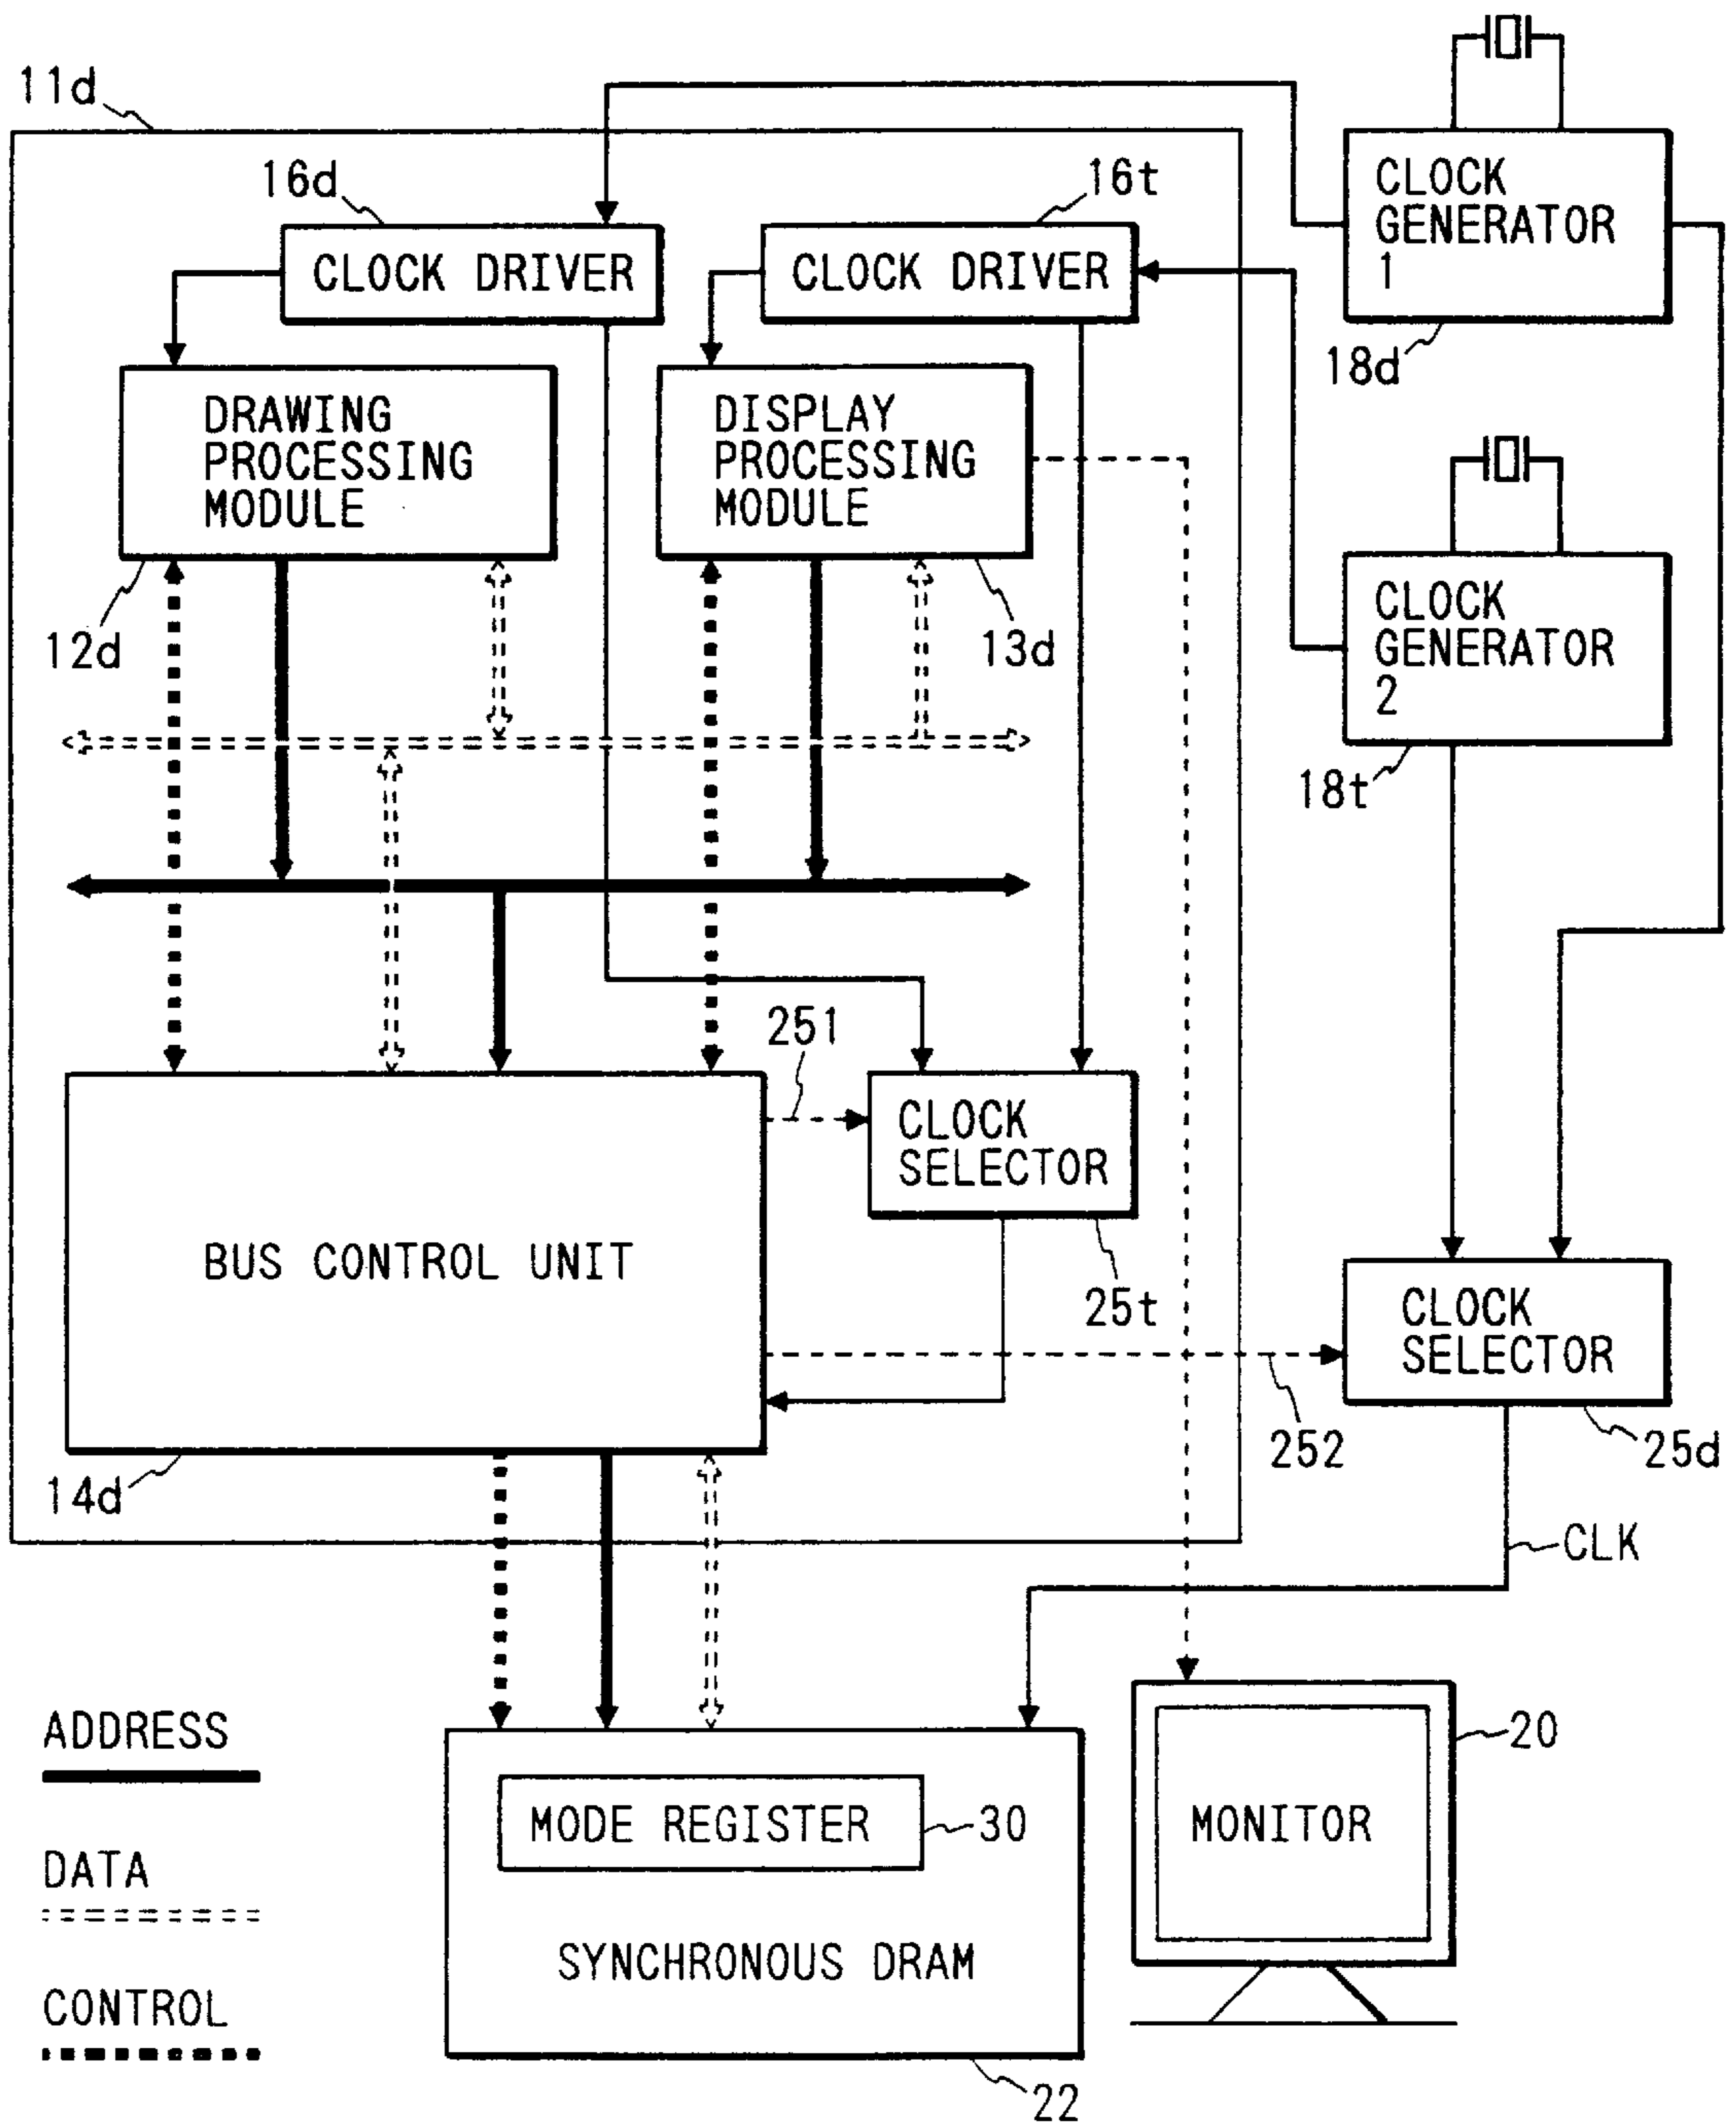 11d
16d
16t
CLOCK
GENERATOR
1
CLOCK DRIVER
CLOCK DRIVER
18d
DRAWING
PROCESSING
MODULE
DISPLAY
PROCESSING
MODULE
12d
13d
CLOCK
GENERATOR
2
18t
251
CLOCK
SELECTOR
BUS CONTROL UNIT
25t
CLOCK
SELECTOR
252
25d
14d
CLK
ADDRESS
DATA
CONTROL
MODE REGISTER
30
SYNCHRONOUS DRAM
22
MONITOR
20